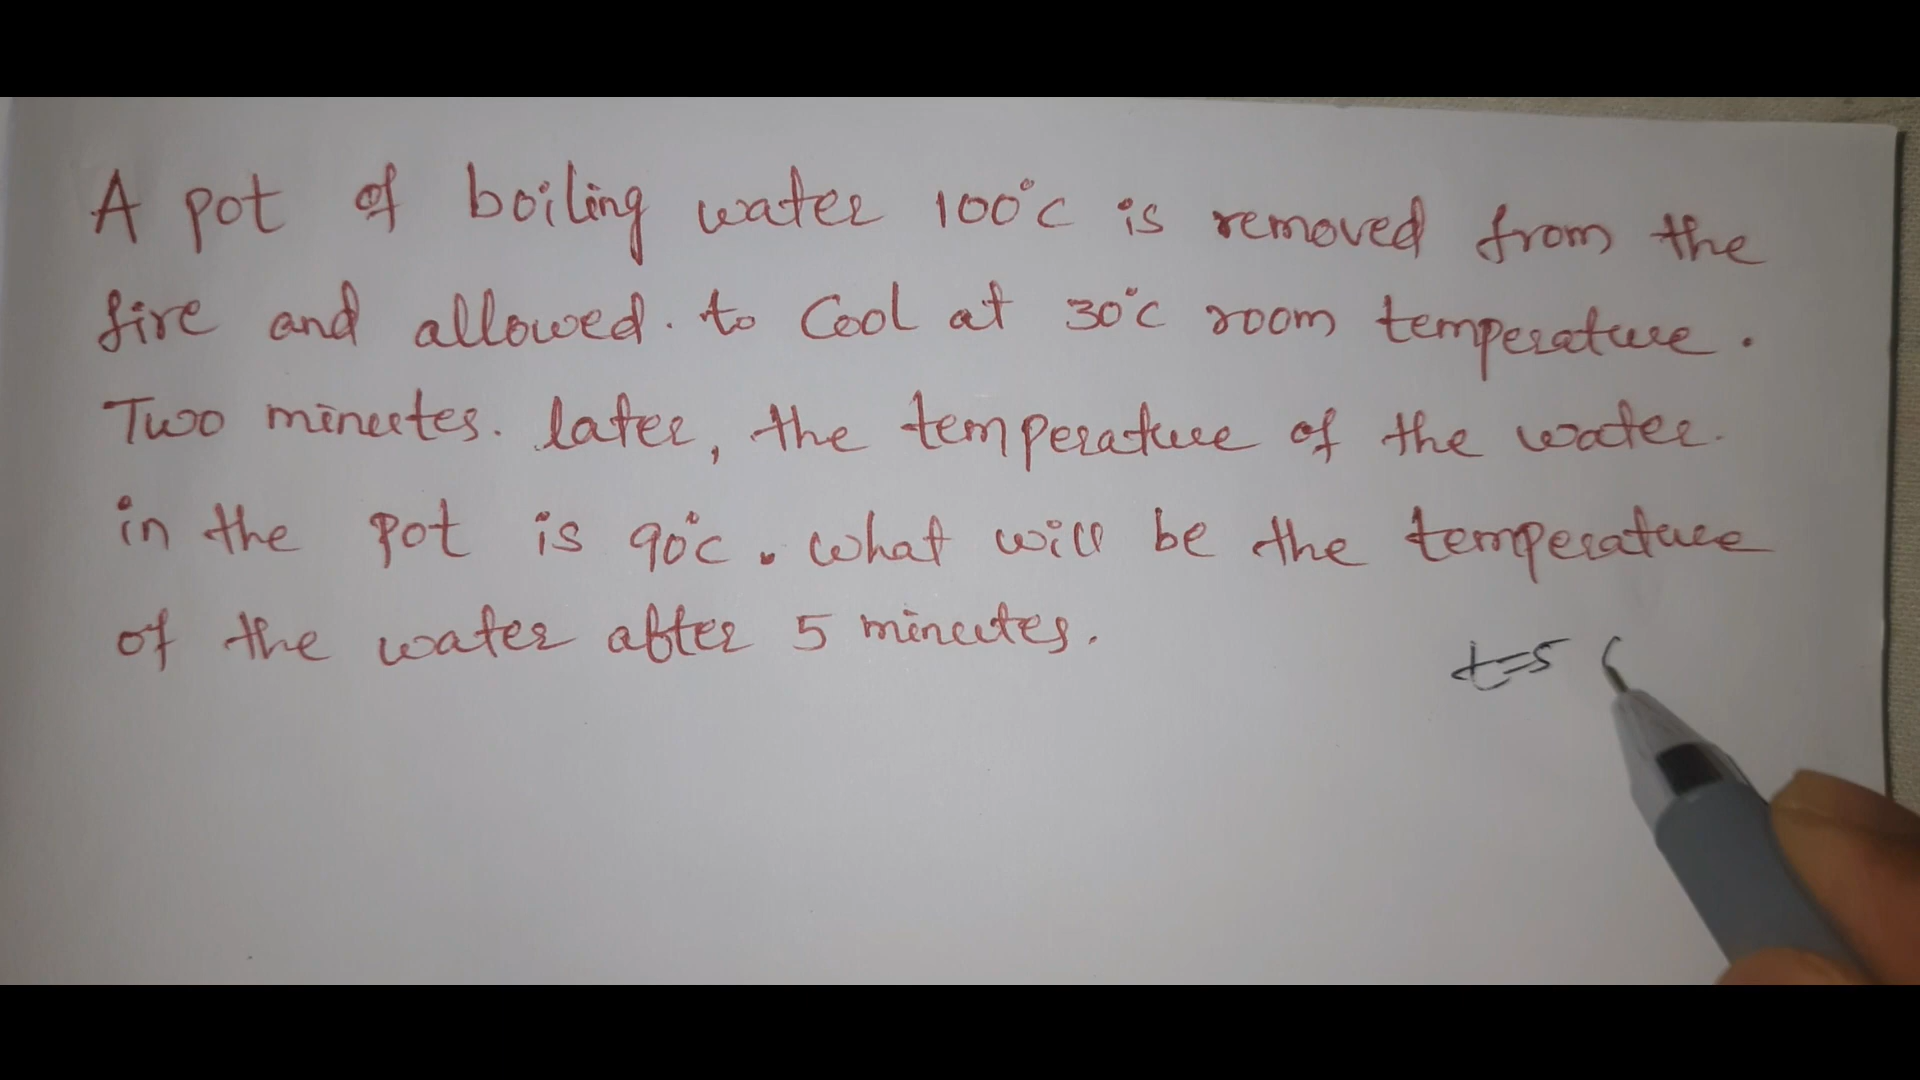 A pot of boiling water 100°C is removed from the
fire and allowed. to Cool at 30°C room temperature.
Two minutes. later, the temperature of the water.
in the pot is 90°C. What will be the temperature
of the water after 5 minutes.
t=5